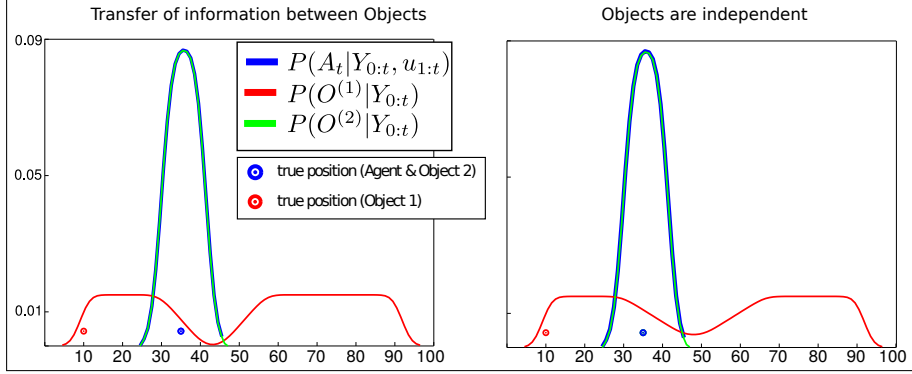 Transfer of information between Objects
Objects are independent
0.09
0.05
0.01
P(A_t|Y_{0:t}, u_{1:t})
P(O^{(1)}|Y_{0:t})
P(O^{(2)}|Y_{0:t})
true position (Agent & Object 2)
true position (Object 1)
10 20 30 40 50 60 70 80 90 100
10 20 30 40 50 60 70 80 90 100